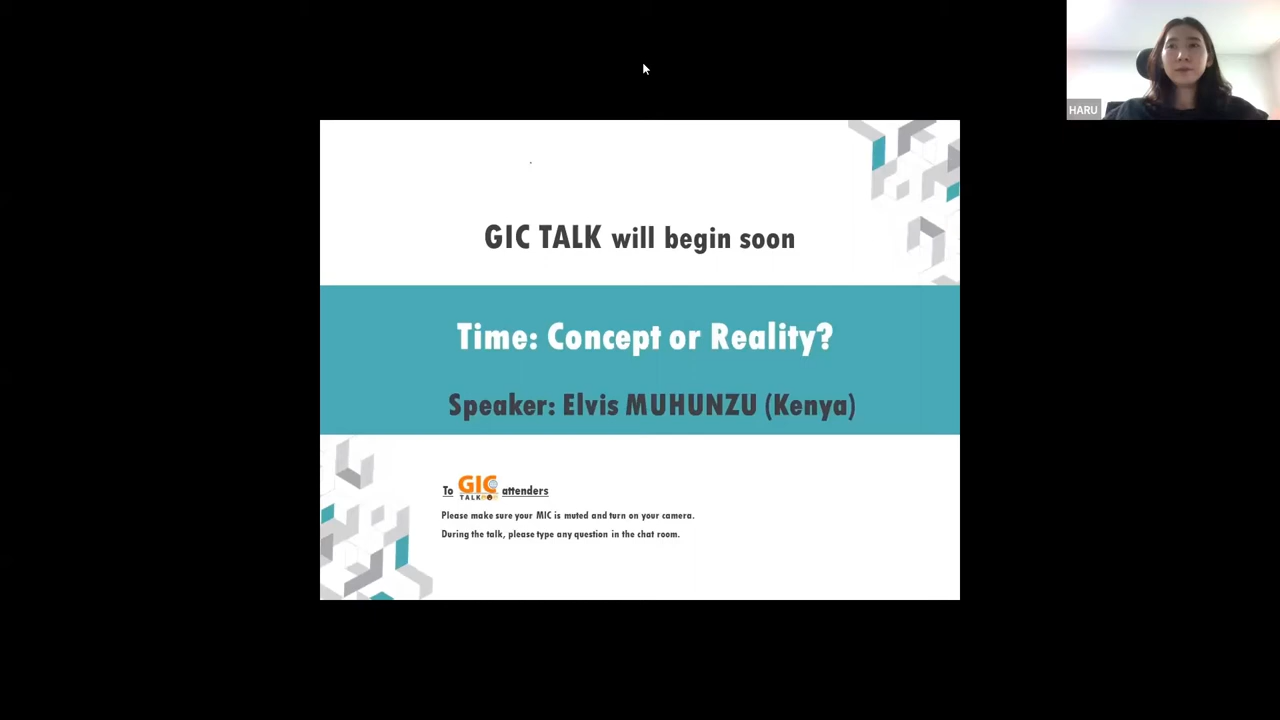 HARU
GIC TALK will begin soon
Time: Concept or Reality?
Speaker: Elvis MUHUNZU (Kenya)
To GIC TALK attenders
Please make sure your MIC is muted and turn on your camera.
During the talk, please type any question in the chat room.